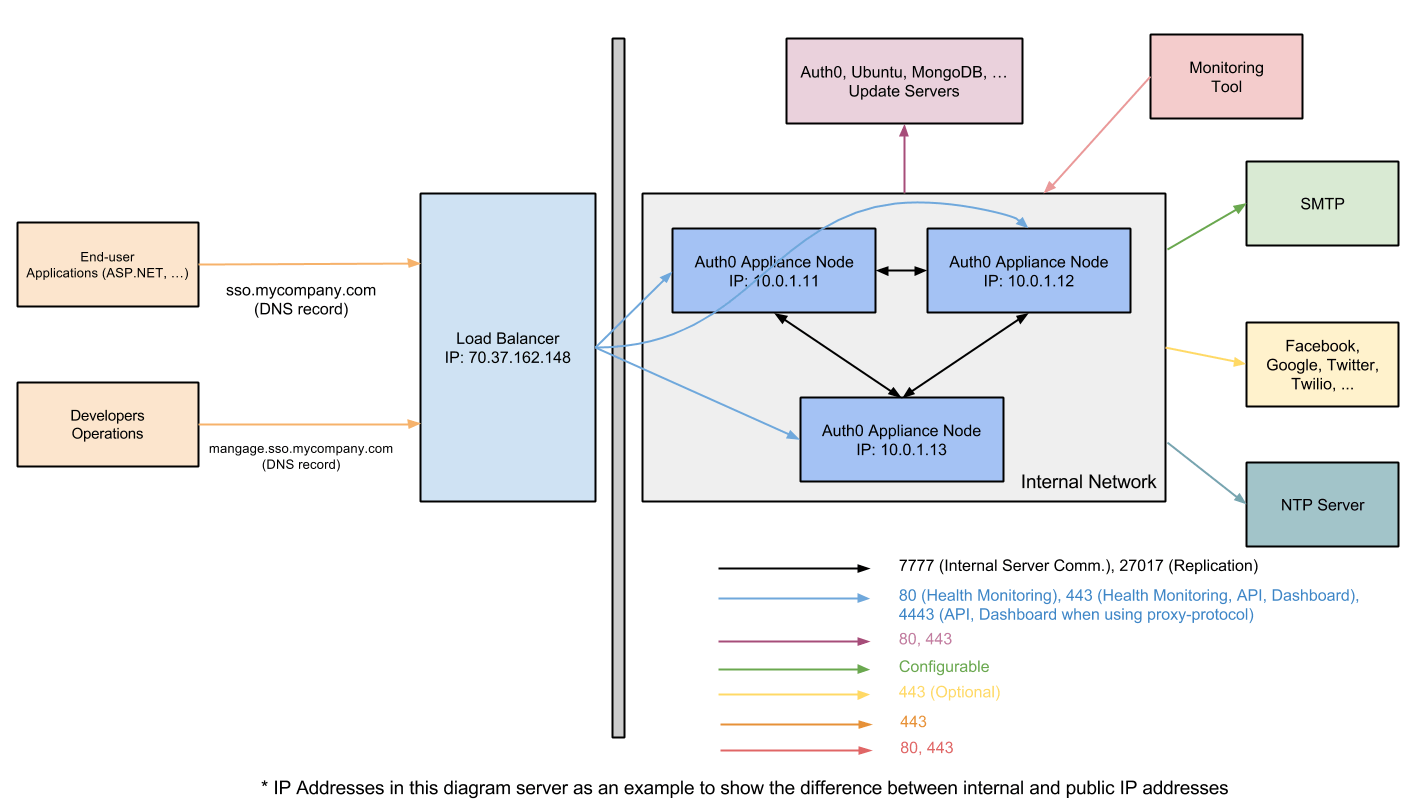 Auth0, Ubuntu, MongoDB, …
Update Servers
Monitoring
Tool
SMTP
End-user
Applications (ASP.NET, …)
sso.mycompany.com
(DNS record)
Developers
Operations
mangage.sso.mycompany.com
(DNS record)
Load Balancer
IP: 70.37.162.148
Auth0 Appliance Node
IP: 10.0.1.11
Auth0 Appliance Node
IP: 10.0.1.12
Auth0 Appliance Node
IP: 10.0.1.13
Internal Network
Facebook,
Google, Twitter,
Twilio, ...
NTP Server
7777 (Internal Server Comm.), 27017 (Replication)
80 (Health Monitoring), 443 (Health Monitoring, API, Dashboard),
4443 (API, Dashboard when using proxy-protocol)
80, 443
Configurable
443 (Optional)
443
80, 443
* IP Addresses in this diagram server as an example to show the difference between internal and public IP addresses